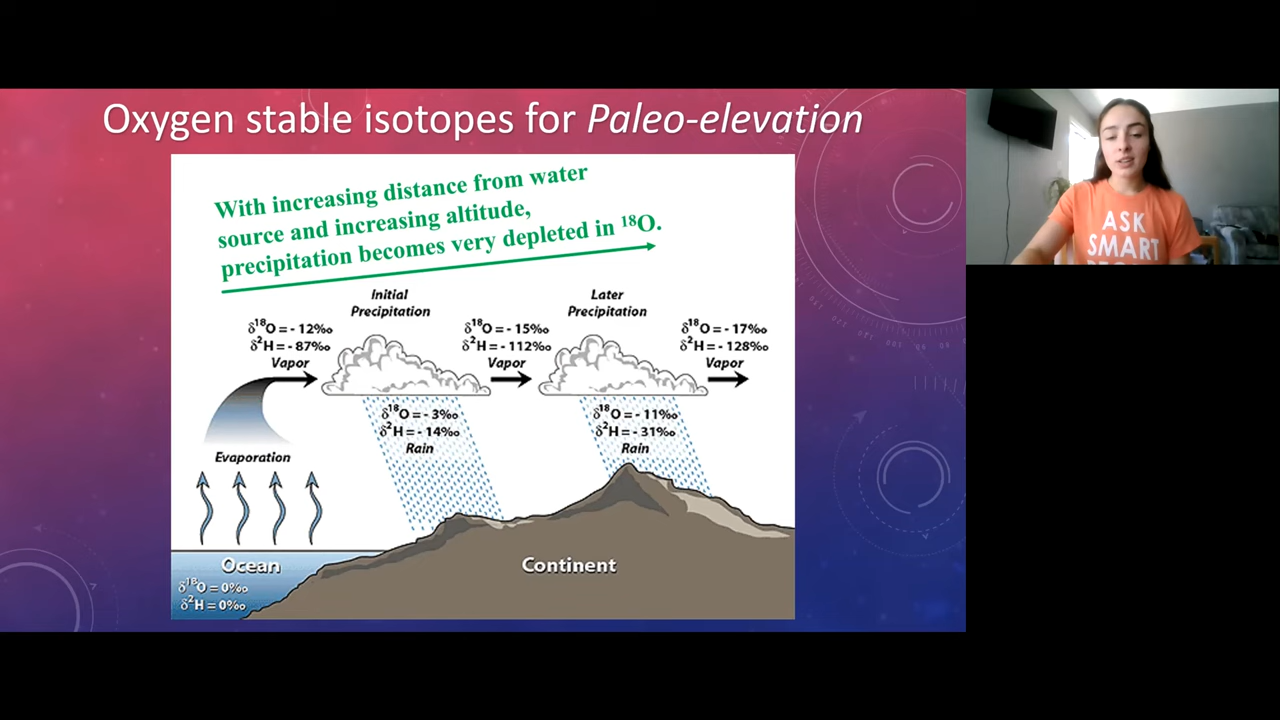 Oxygen stable isotopes for Paleo-elevation
With increasing distance from water
source and increasing altitude,
precipitation becomes very depleted in ¹⁸O.
Initial
Precipitation
Later
Precipitation
δ¹⁸O = - 12‰
δ²H = - 87‰
Vapor
δ¹⁸O = - 15‰
δ²H = - 112‰
Vapor
δ¹⁸O = - 17‰
δ²H = - 128‰
Vapor
δ¹⁸O = - 3‰
δ²H = - 14‰
Rain
δ¹⁸O = - 11‰
δ²H = - 31‰
Rain
Evaporation
Ocean
δ¹⁸O = 0‰
δ²H = 0‰
Continent
ASK
SMART